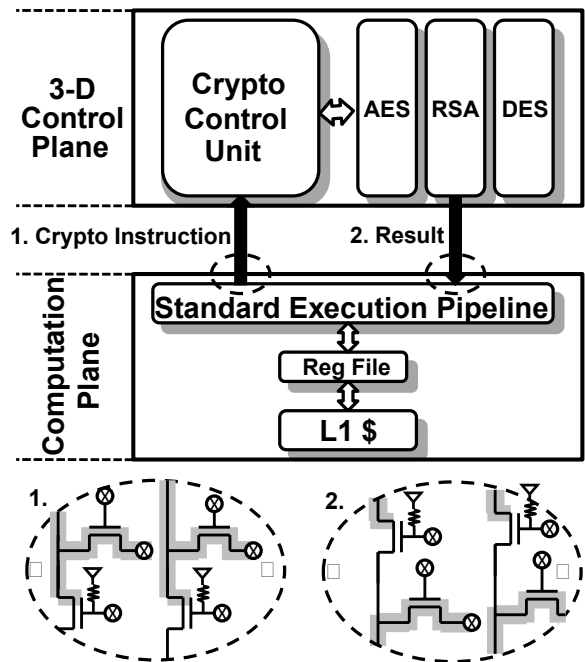 3-D
Control
Plane
Crypto
Control
Unit
AES
RSA
DES
1. Crypto Instruction
2. Result
Computation
Plane
Standard Execution Pipeline
Reg File
L1 $
1.
2.